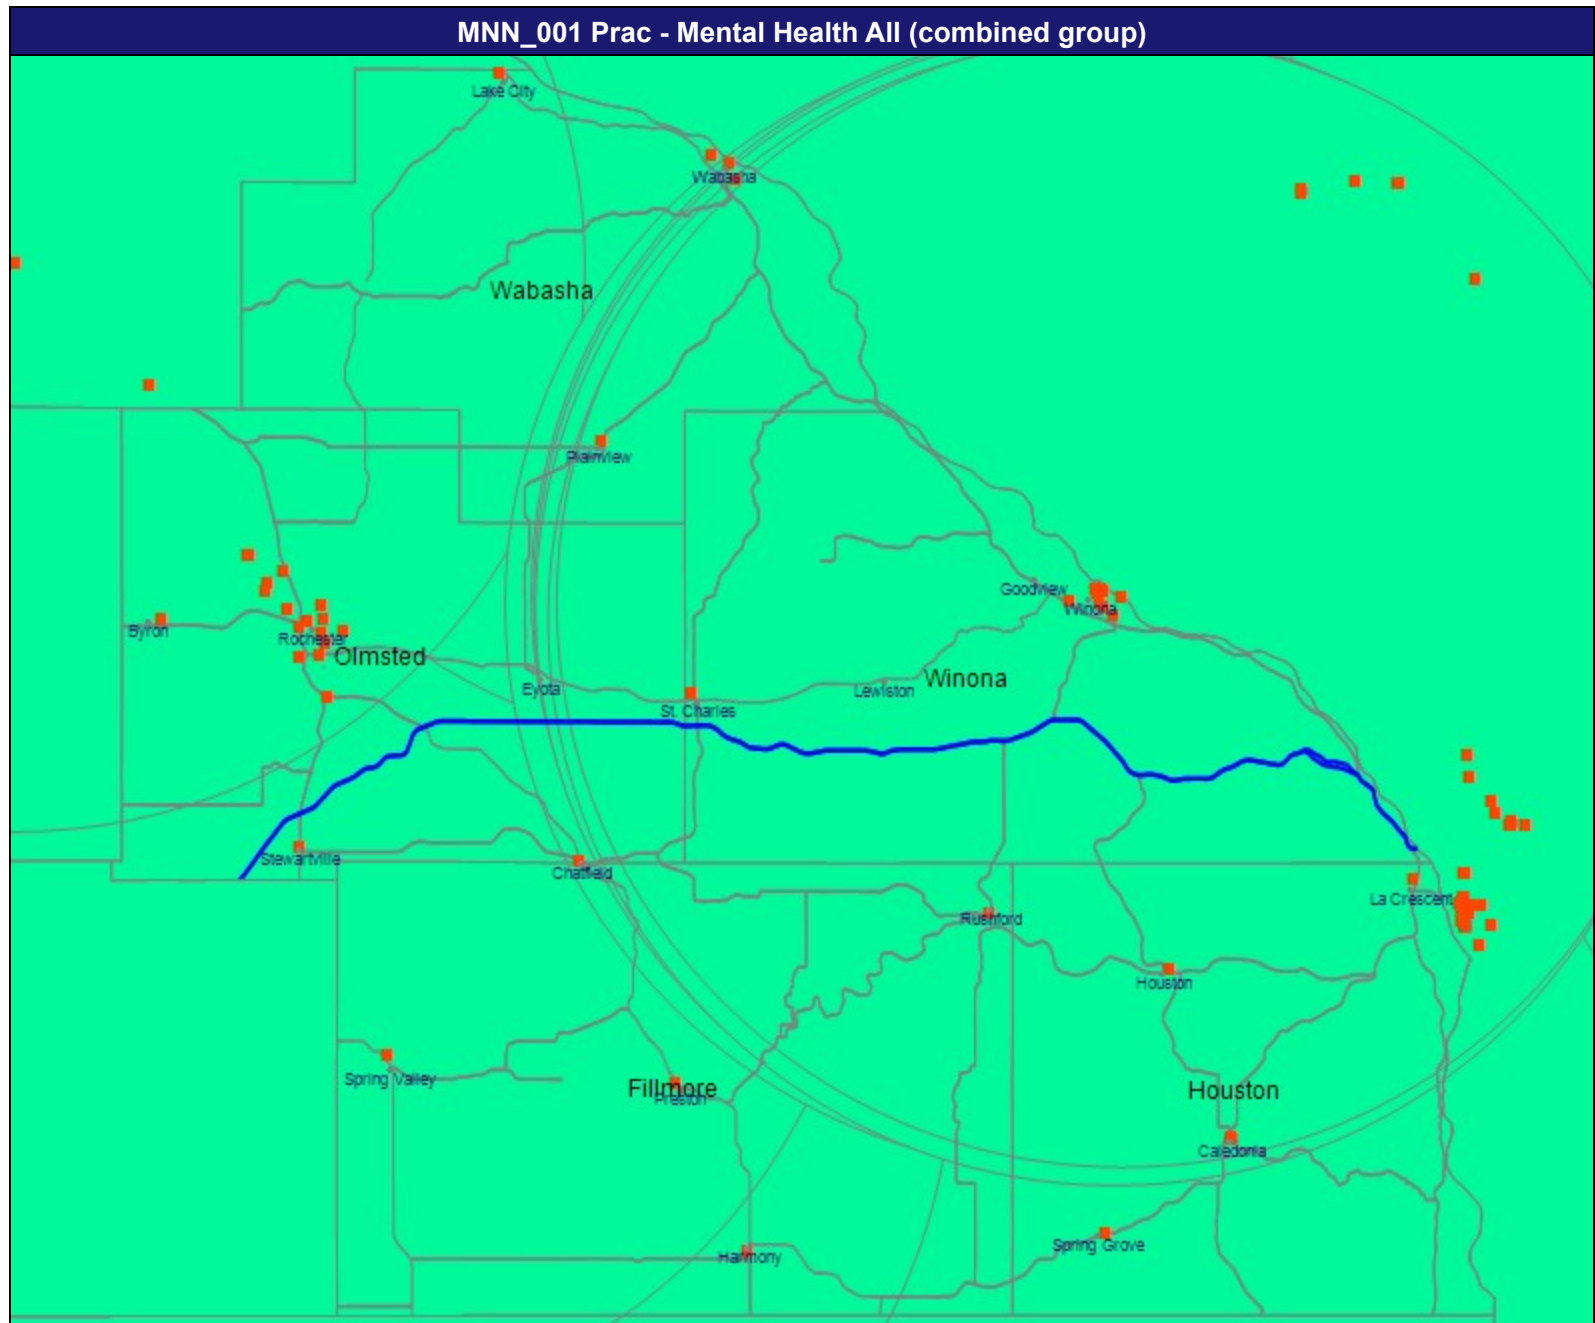 MNN_001 Prac - Mental Health All (combined group)
Lake City
Wabasha
Wabasha
Plainview
Goodview
Winona
Byron
Rochester
Olmsted
Eyota
St. Charles
Lewiston
Winona
Stewartville
Chatfield
La Crescent
Rushford
Houston
Spring Valley
Fillmore
Preston
Houston
Caledonia
Harmony
Spring Grove